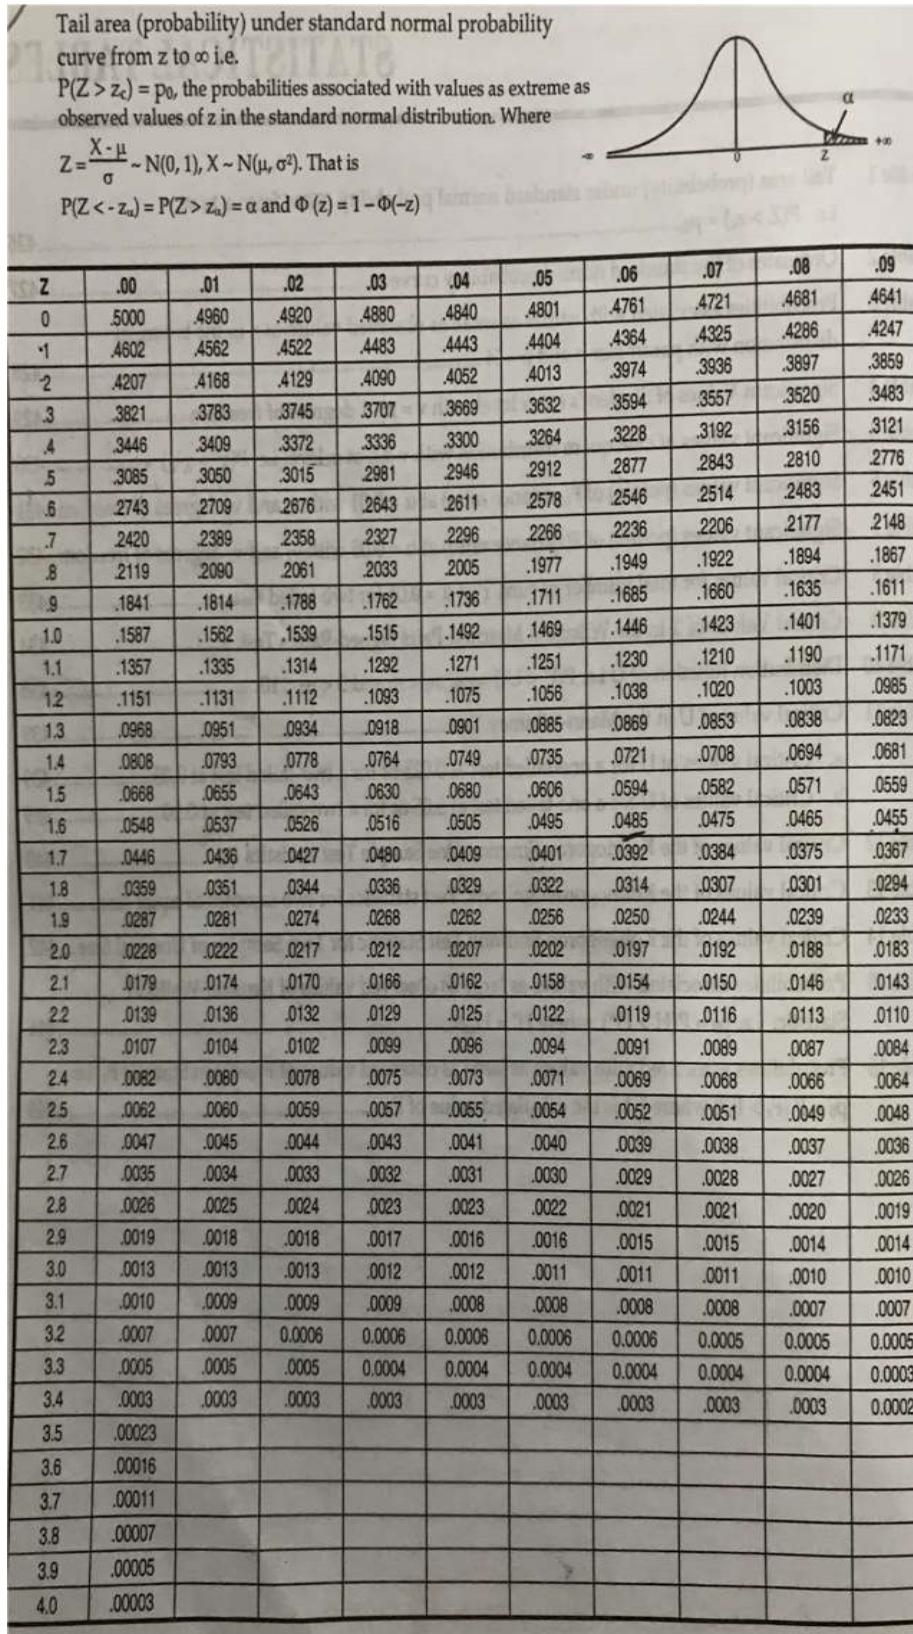 Tail area (probability) under standard normal probability
curve from z to ∞ i.e.
P(Z > zc) = p0, the probabilities associated with values as extreme as
observed values of z in the standard normal distribution. Where
Z = X - μ / σ ~ N(0, 1), X ~ N(μ, σ²). That is
P(Z < - zα) = P(Z > zα) = α and Φ (z) = 1 – Φ(-z)
α
-∞ 0 z +∞
Z .00 .01 .02 .03 .04 .05 .06 .07 .08 .09
0 .5000 .4960 .4920 .4880 .4840 .4801 .4761 .4721 .4681 .4641
.1 .4602 .4562 .4522 .4483 .4443 .4404 .4364 .4325 .4286 .4247
.2 .4207 .4168 .4129 .4090 .4052 .4013 .3974 .3936 .3897 .3859
.3 .3821 .3783 .3745 .3707 .3669 .3632 .3594 .3557 .3520 .3483
.4 .3446 .3409 .3372 .3336 .3300 .3264 .3228 .3192 .3156 .3121
.5 .3085 .3050 .3015 .2981 .2946 .2912 .2877 .2843 .2810 .2776
.6 .2743 .2709 .2676 .2643 .2611 .2578 .2546 .2514 .2483 .2451
.7 .2420 .2389 .2358 .2327 .2296 .2266 .2236 .2206 .2177 .2148
.8 .2119 .2090 .2061 .2033 .2005 .1977 .1949 .1922 .1894 .1867
.9 .1841 .1814 .1788 .1762 .1736 .1711 .1685 .1660 .1635 .1611
1.0 .1587 .1562 .1539 .1515 .1492 .1469 .1446 .1423 .1401 .1379
1.1 .1357 .1335 .1314 .1292 .1271 .1251 .1230 .1210 .1190 .1171
1.2 .1151 .1131 .1112 .1093 .1075 .1056 .1038 .1020 .1003 .0985
1.3 .0968 .0951 .0934 .0918 .0901 .0885 .0869 .0853 .0838 .0823
1.4 .0808 .0793 .0778 .0764 .0749 .0735 .0721 .0708 .0694 .0681
1.5 .0668 .0655 .0643 .0630 .0680 .0606 .0594 .0582 .0571 .0559
1.6 .0548 .0537 .0526 .0516 .0505 .0495 .0485 .0475 .0465 .0455
1.7 .0446 .0436 .0427 .0480 .0409 .0401 .0392 .0384 .0375 .0367
1.8 .0359 .0351 .0344 .0336 .0329 .0322 .0314 .0307 .0301 .0294
1.9 .0287 .0281 .0274 .0268 .0262 .0256 .0250 .0244 .0239 .0233
2.0 .0228 .0222 .0217 .0212 .0207 .0202 .0197 .0192 .0188 .0183
2.1 .0179 .0174 .0170 .0166 .0162 .0158 .0154 .0150 .0146 .0143
2.2 .0139 .0136 .0132 .0129 .0125 .0122 .0119 .0116 .0113 .0110
2.3 .0107 .0104 .0102 .0099 .0096 .0094 .0091 .0089 .0087 .0084
2.4 .0082 .0080 .0078 .0075 .0073 .0071 .0069 .0068 .0066 .0064
2.5 .0062 .0060 .0059 .0057 .0055 .0054 .0052 .0051 .0049 .0048
2.6 .0047 .0045 .0044 .0043 .0041 .0040 .0039 .0038 .0037 .0036
2.7 .0035 .0034 .0033 .0032 .0031 .0030 .0029 .0028 .0027 .0026
2.8 .0026 .0025 .0024 .0023 .0023 .0022 .0021 .0021 .0020 .0019
2.9 .0019 .0018 .0018 .0017 .0016 .0016 .0015 .0015 .0014 .0014
3.0 .0013 .0013 .0013 .0012 .0012 .0011 .0011 .0011 .0010 .0010
3.1 .0010 .0009 .0009 .0009 .0008 .0008 .0008 .0008 .0007 .0007
3.2 .0007 .0007 0.0006 0.0006 0.0006 0.0006 0.0006 0.0005 0.0005 0.0005
3.3 .0005 .0005 .0005 0.0004 0.0004 0.0004 0.0004 0.0004 0.0004 0.0003
3.4 .0003 .0003 .0003 .0003 .0003 .0003 .0003 .0003 .0003 0.0002
3.5 .00023
3.6 .00016
3.7 .00011
3.8 .00007
3.9 .00005
4.0 .00003